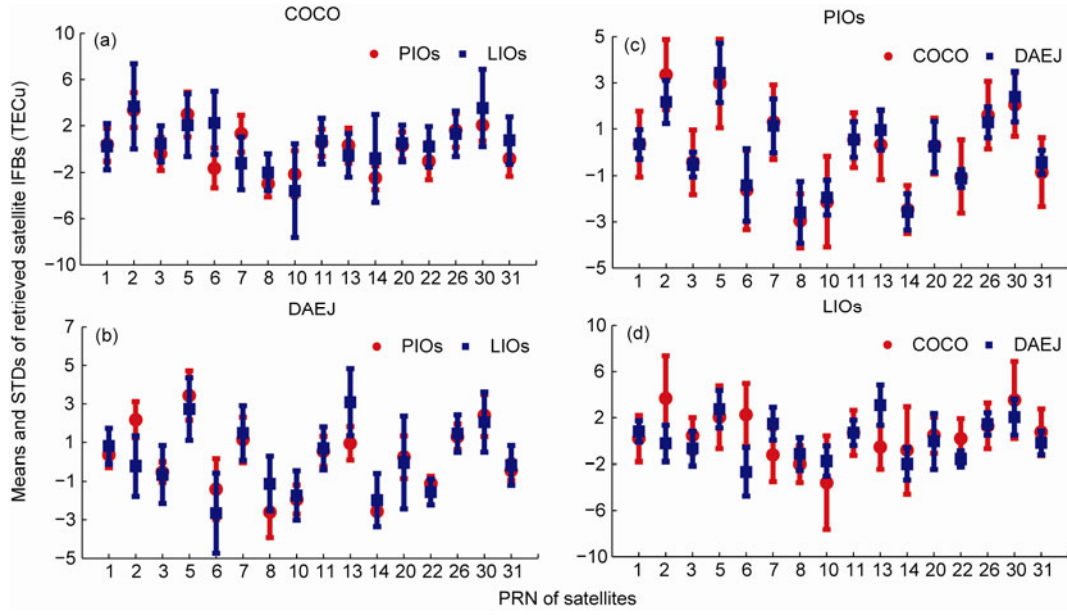 COCO
(a)
PIOs LIOs
10
6
2
−2
−6
−10
1 2 3 5 6 7 8 10 11 13 14 20 22 26 30 31
PIOs
(c)
COCO DAEJ
5
3
1
−1
−3
−5
1 2 3 5 6 7 8 10 11 13 14 20 22 26 30 31
DAEJ
(b)
PIOs LIOs
7
5
3
1
−1
−3
−5
1 2 3 5 6 7 8 10 11 13 14 20 22 26 30 31
LIOs
(d)
COCO DAEJ
10
6
2
−2
−6
−10
1 2 3 5 6 7 8 10 11 13 14 20 22 26 30 31
Means and STDs of retrieved satellite IFBs (TECu)
PRN of satellites